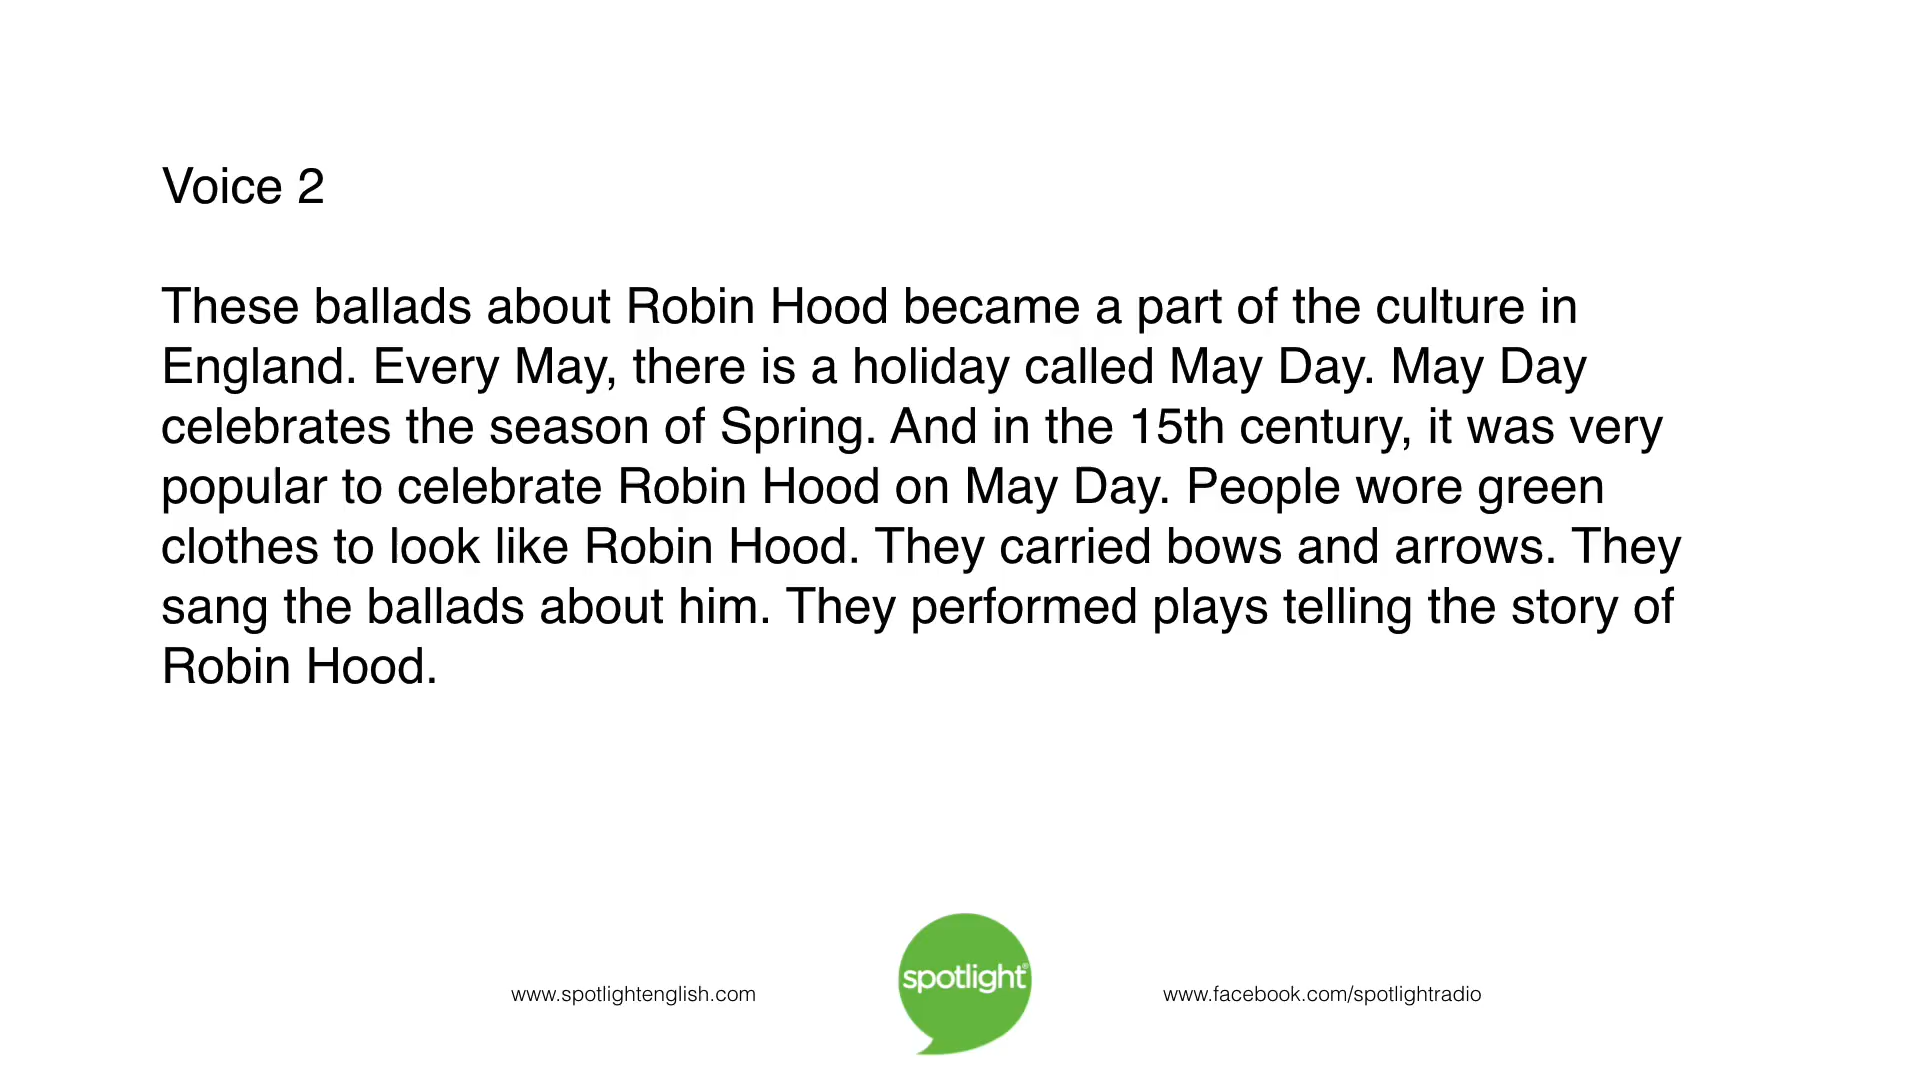 Voice 2
These ballads about Robin Hood became a part of the culture in
England. Every May, there is a holiday called May Day. May Day
celebrates the season of Spring. And in the 15th century, it was very
popular to celebrate Robin Hood on May Day. People wore green
clothes to look like Robin Hood. They carried bows and arrows. They
sang the ballads about him. They performed plays telling the story of
Robin Hood.
spotlight®
www.spotlightenglish.com
www.facebook.com/spotlightradio